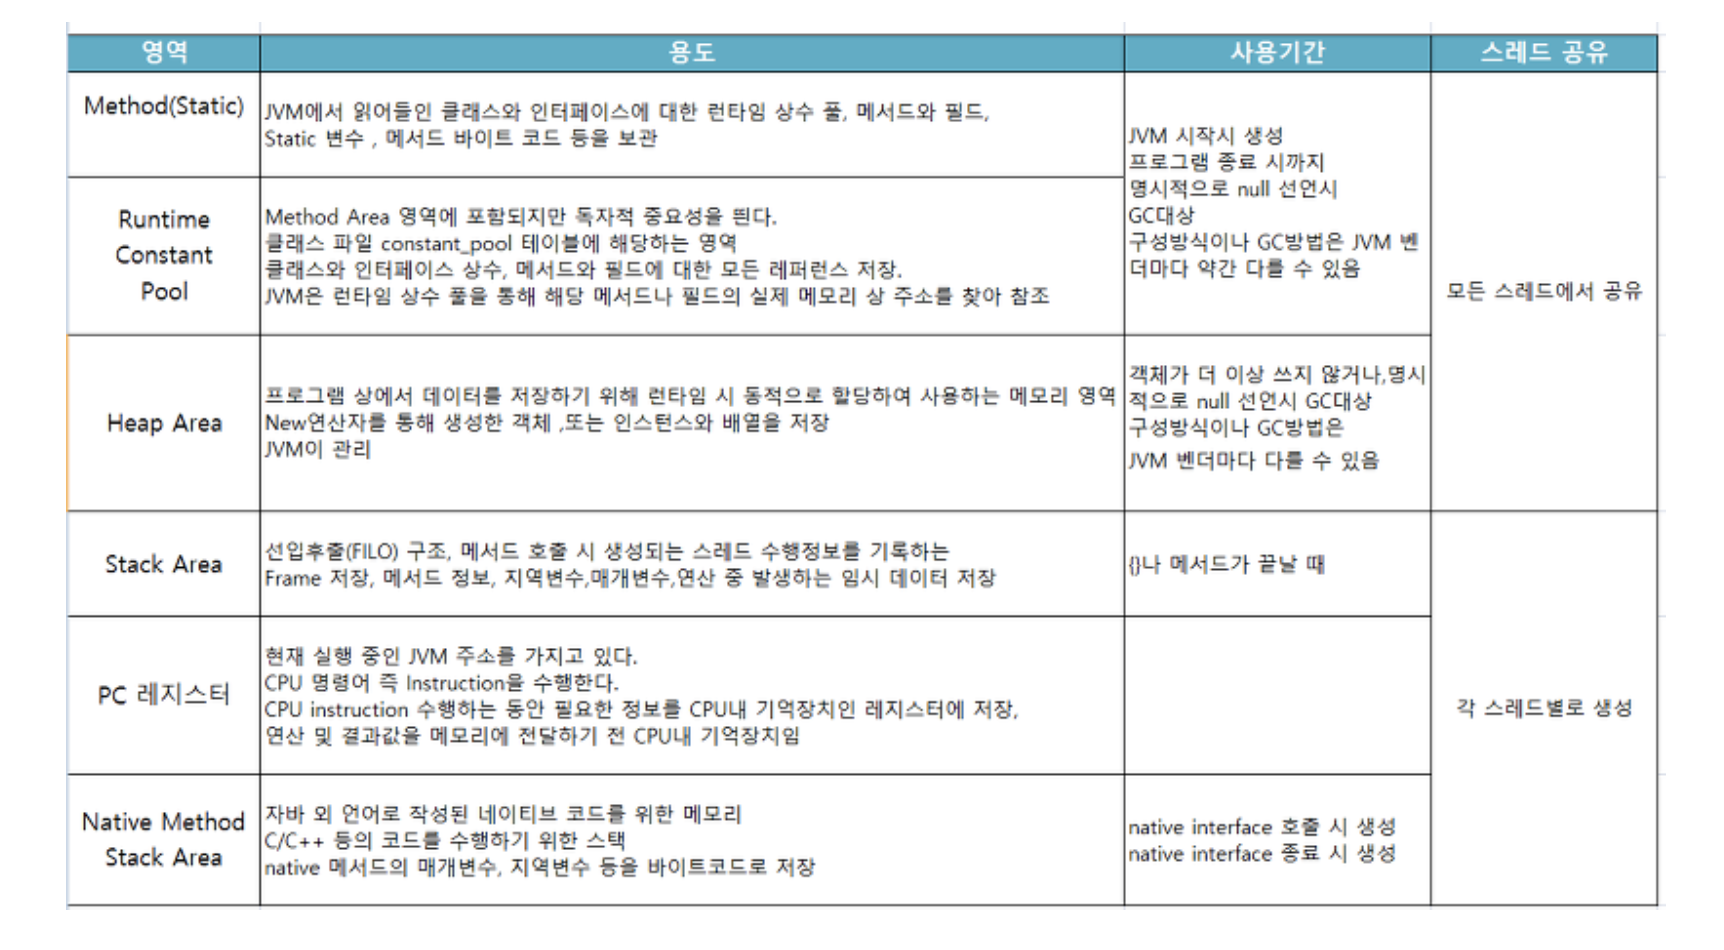 영역
용도
사용기간
스레드 공유
Method(Static)
JVM에서 읽어들인 클래스와 인터페이스에 대한 런타임 상수 풀, 메서드와 필드,
Static 변수 , 메서드 바이트 코드 등을 보관
JVM 시작시 생성
프로그램 종료 시까지
명시적으로 null 선언시
GC대상
구성방식이나 GC방법은 JVM 벤
더마다 약간 다를 수 있음
모든 스레드에서 공유
Runtime
Constant
Pool
Method Area 영역에 포함되지만 독자적 중요성을 띈다.
클래스 파일 constant_pool 테이블에 해당하는 영역
클래스와 인터페이스 상수, 메서드와 필드에 대한 모든 레퍼런스 저장.
JVM은 런타임 상수 풀을 통해 해당 메서드나 필드의 실제 메모리 상 주소를 찾아 참조
Heap Area
프로그램 상에서 데이터를 저장하기 위해 런타임 시 동적으로 할당하여 사용하는 메모리 영역
New연산자를 통해 생성한 객체 ,또는 인스턴스와 배열을 저장
JVM이 관리
객체가 더 이상 쓰지 않거나,명시
적으로 null 선언시 GC대상
구성방식이나 GC방법은
JVM 벤더마다 다를 수 있음
Stack Area
선입후출(FILO) 구조, 메서드 호출 시 생성되는 스레드 수행정보를 기록하는
Frame 저장, 메서드 정보, 지역변수,매개변수,연산 중 발생하는 임시 데이터 저장
{}나 메서드가 끝날 때
각 스레드별로 생성
PC 레지스터
현재 실행 중인 JVM 주소를 가지고 있다.
CPU 명령어 즉 Instruction을 수행한다.
CPU instruction 수행하는 동안 필요한 정보를 CPU내 기억장치인 레지스터에 저장,
연산 및 결과값을 메모리에 전달하기 전 CPU내 기억장치임
Native Method
Stack Area
자바 외 언어로 작성된 네이티브 코드를 위한 메모리
C/C++ 등의 코드를 수행하기 위한 스택
native 메서드의 매개변수, 지역변수 등을 바이트코드로 저장
native interface 호출 시 생성
native interface 종료 시 생성